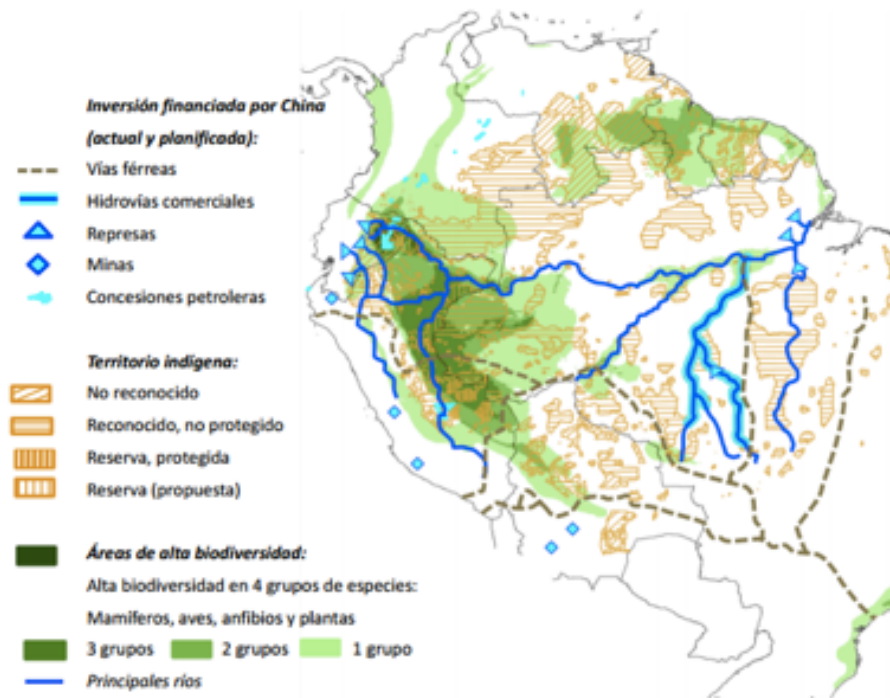 Inversión financiada por China
(actual y planificada):
Vías férreas
Hidrovías comerciales
Represas
Minas
Concesiones petroleras
Territorio indígena:
No reconocido
Reconocido, no protegido
Reserva, protegida
Reserva (propuesta)
Áreas de alta biodiversidad:
Alta biodiversidad en 4 grupos de especies:
Mamíferos, aves, anfibios y plantas
3 grupos 2 grupos 1 grupo
Principales ríos